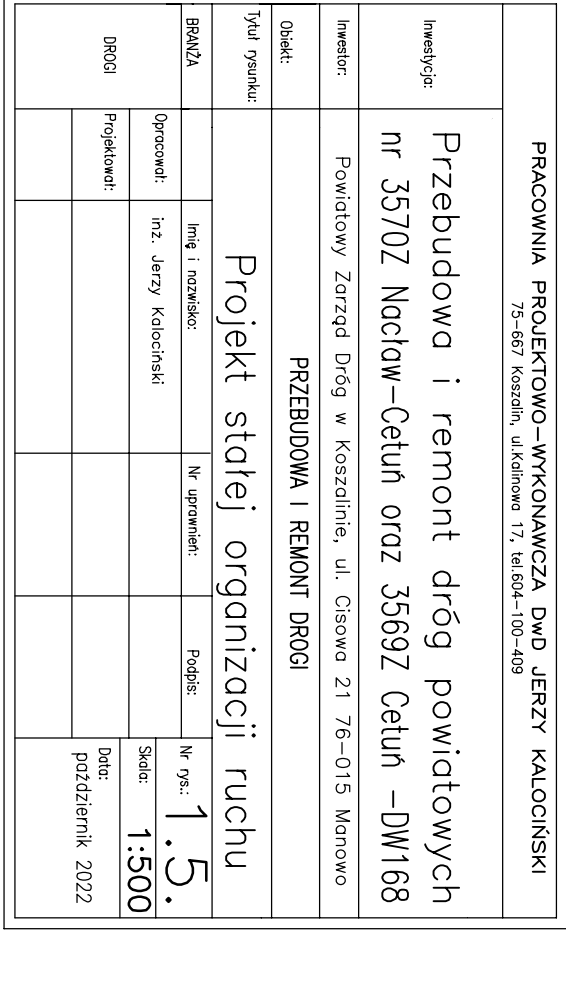 PRACOWNIA PROJEKTOWO-WYKONAWCZA DwD JERZY KALOCIŃSKI
75-667 Koszalin, ul.Kalinowa 17, tel.604-100-409
Inwestycja:
Przebudowa i remont dróg powiatowych
nr 3570Z Nacław-Cetuń oraz 3569Z Cetuń -DW168
Inwestor:
Powiatowy Zarząd Dróg w Koszalinie, ul. Cisowa 21 76-015 Manowo
Obiekt:
PRZEBUDOWA I REMONT DROGI
Tytuł rysunku:
Projekt stałej organizacji ruchu
BRANŻA
Imię i nazwisko:
Nr uprawnień:
Podpis:
Nr rys.: 1.5.
DROGI
Opracował:
inż. Jerzy Kalociński
Skala: 1:500
Projektował:
Data:
październik 2022